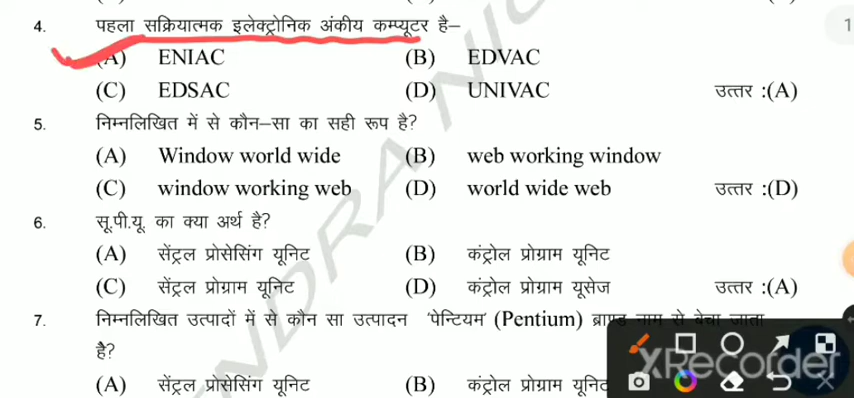 4. पहला सक्रियात्मक इलेक्ट्रोनिक अंकीय कम्प्यूटर है–
(A) ENIAC (B) EDVAC
(C) EDSAC (D) UNIVAC उत्तर :(A)
5. निम्नलिखित में से कौन–सा का सही रूप है?
(A) Window world wide (B) web working window
(C) window working web (D) world wide web उत्तर :(D)
6. सू.पी.यू. का क्या अर्थ है?
(A) सेंट्रल प्रोसेसिंग यूनिट (B) कंट्रोल प्रोग्राम यूनिट
(C) सेंट्रल प्रोग्राम यूनिट (D) कंट्रोल प्रोग्राम यूसेज उत्तर :(A)
7. निम्नलिखित उत्पादों में से कौन सा उत्पादन 'पेन्टियम' (Pentium) ब्राण्ड नाम से बेचा जाता
है?
(A) सेंट्रल प्रोसेसिंग यूनिट (B) कंट्रोल प्रोग्राम यूनिट
XRecorder
1